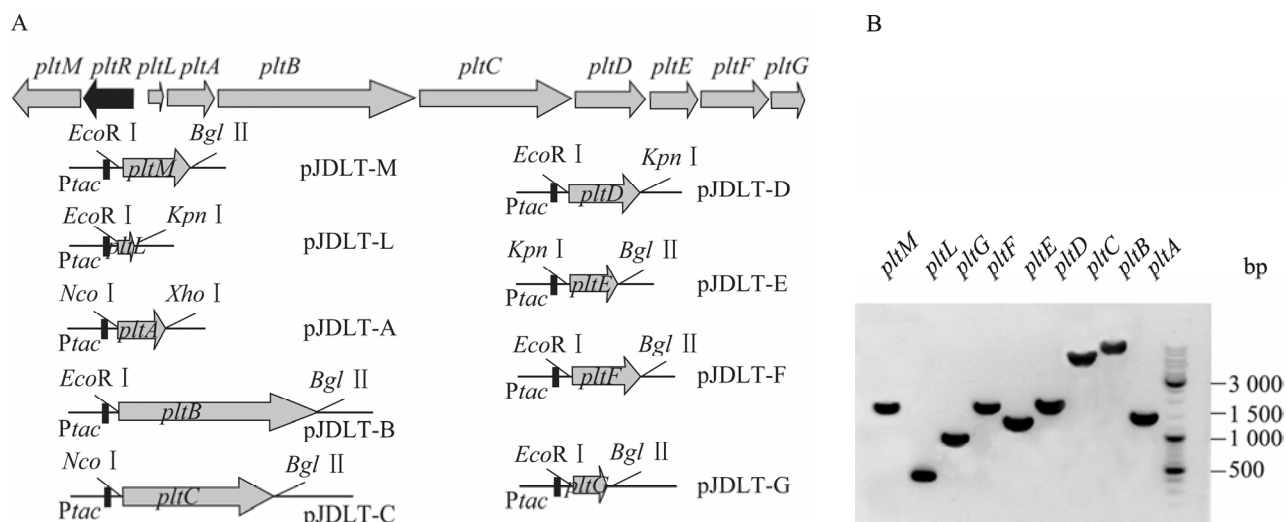 A
B
pltM pltR pltL pltA pltB pltC pltD pltE pltF pltG
EcoR Ⅰ Bgl Ⅱ
pltM
Ptac
pJDLT-M
EcoR Ⅰ Kpn Ⅰ
pltL
Ptac
pJDLT-L
Nco Ⅰ Xho Ⅰ
pltA
Ptac
pJDLT-A
EcoR Ⅰ Bgl Ⅱ
pltB
Ptac
pJDLT-B
Nco Ⅰ Bgl Ⅱ
pltC
Ptac
pJDLT-C
EcoR Ⅰ Kpn Ⅰ
pltD
Ptac
pJDLT-D
Kpn Ⅰ Bgl Ⅱ
pltE
Ptac
pJDLT-E
EcoR Ⅰ Bgl Ⅱ
pltF
Ptac
pJDLT-F
EcoR Ⅰ Bgl Ⅱ
pltG
Ptac
pJDLT-G
pltM pltL pltG pltF pltE pltD pltC pltB pltA bp
3 000
1 500
1 000
500